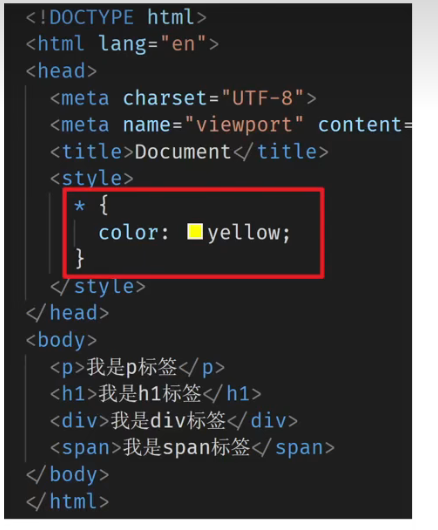 <!DOCTYPE html>
<html lang="en">
<head>
<meta charset="UTF-8">
<meta name="viewport" content=
<title>Document</title>
<style>
* {
color: yellow;
}
</style>
</head>
<body>
<p>我是p标签</p>
<h1>我是h1标签</h1>
<div>我是div标签</div>
<span>我是span标签</span>
</body>
</html>